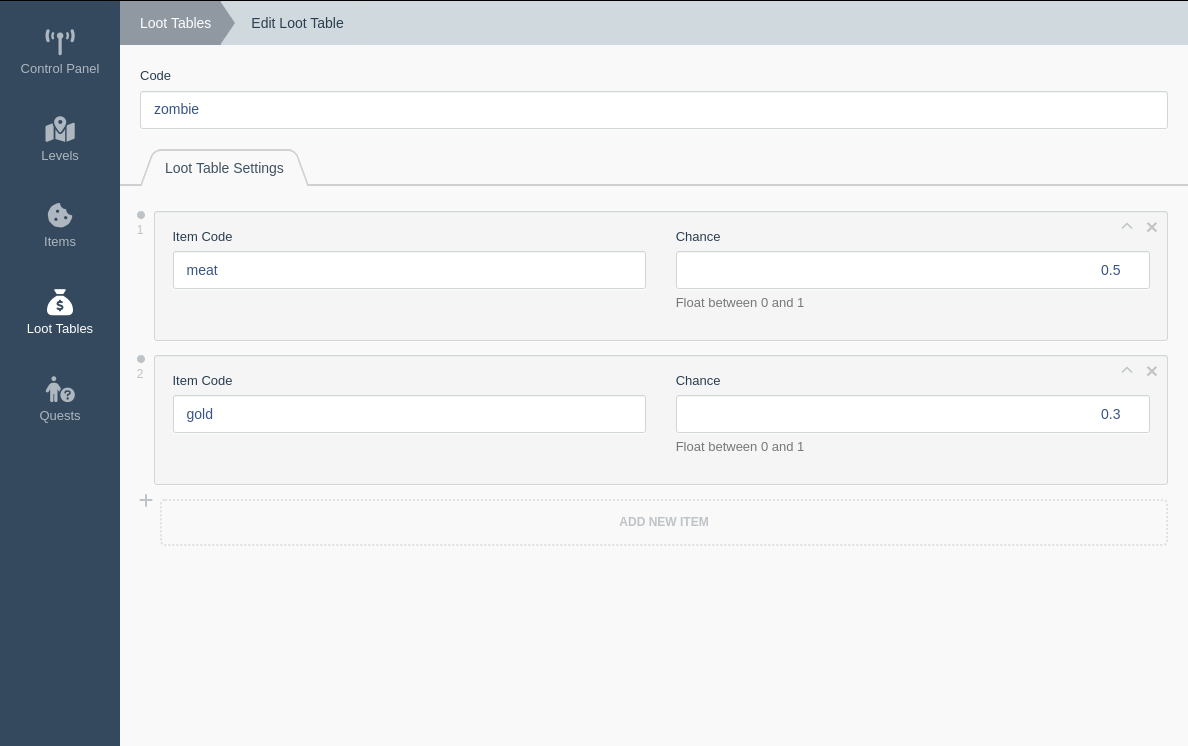 Loot Tables
Edit Loot Table
Control Panel
Levels
Items
Loot Tables
Quests
Code
zombie
Loot Table Settings
1
Item Code
Chance
meat
0.5
Float between 0 and 1
2
Item Code
Chance
gold
0.3
Float between 0 and 1
ADD NEW ITEM